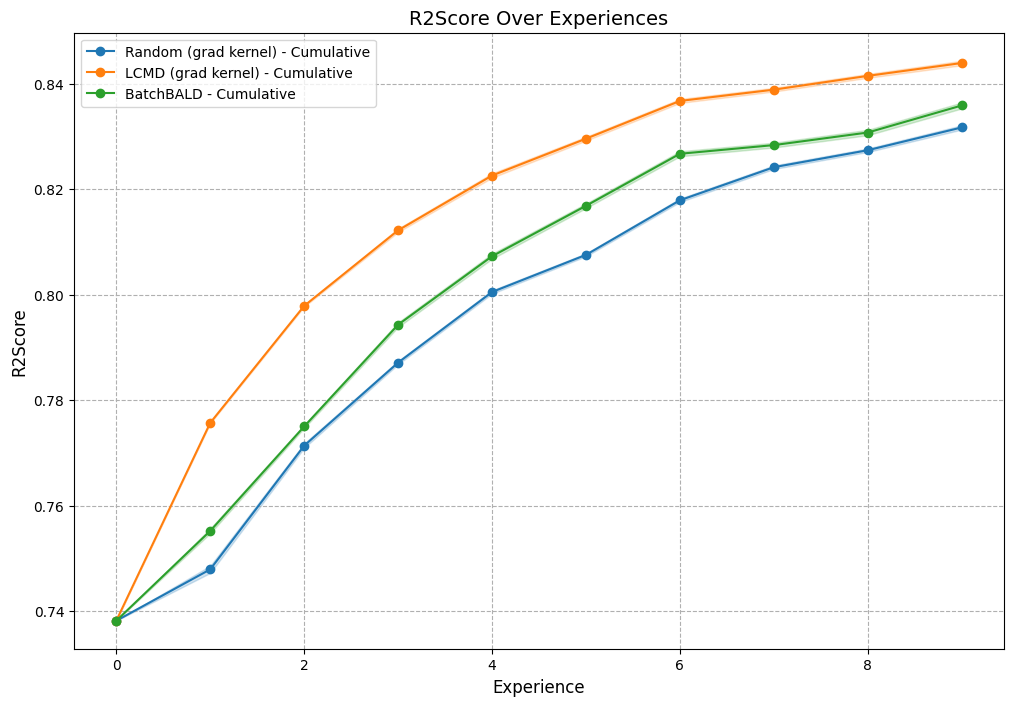 R2Score Over Experiences
Random (grad kernel) - Cumulative
LCMD (grad kernel) - Cumulative
BatchBALD - Cumulative
0.84
0.82
0.80
0.78
0.76
0.74
R2Score
0 2 4 6 8
Experience